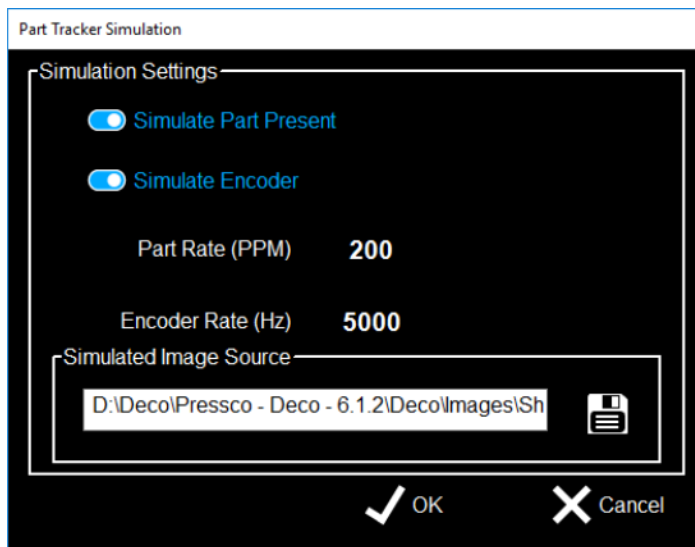 Part Tracker Simulation
Simulation Settings
Simulate Part Present
Simulate Encoder
Part Rate (PPM) 200
Encoder Rate (Hz) 5000
Simulated Image Source
D:\Deco\Pressco - Deco - 6.1.2\Deco\Images\Sh
OK Cancel